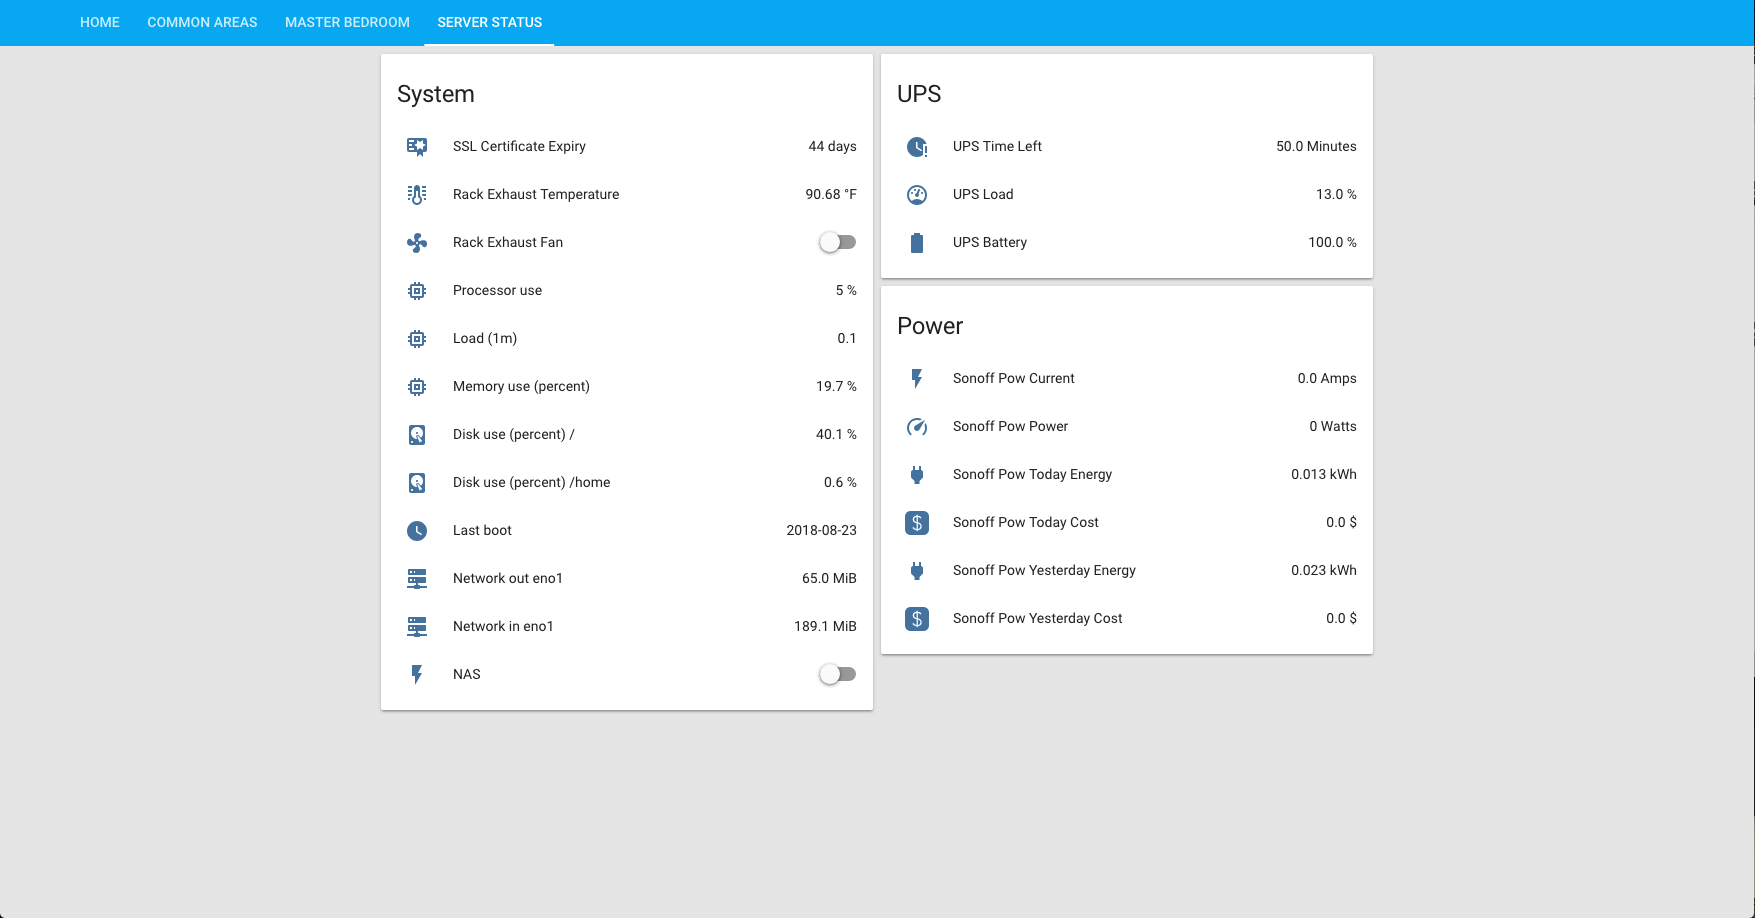 HOME COMMON AREAS MASTER BEDROOM SERVER STATUS
System
SSL Certificate Expiry 44 days
Rack Exhaust Temperature 90.68 °F
Rack Exhaust Fan
Processor use 5 %
Load (1m) 0.1
Memory use (percent) 19.7 %
Disk use (percent) / 40.1 %
Disk use (percent) /home 0.6 %
Last boot 2018-08-23
Network out eno1 65.0 MiB
Network in eno1 189.1 MiB
NAS
UPS
UPS Time Left 50.0 Minutes
UPS Load 13.0 %
UPS Battery 100.0 %
Power
Sonoff Pow Current 0.0 Amps
Sonoff Pow Power 0 Watts
Sonoff Pow Today Energy 0.013 kWh
$ Sonoff Pow Today Cost 0.0 $
Sonoff Pow Yesterday Energy 0.023 kWh
$ Sonoff Pow Yesterday Cost 0.0 $